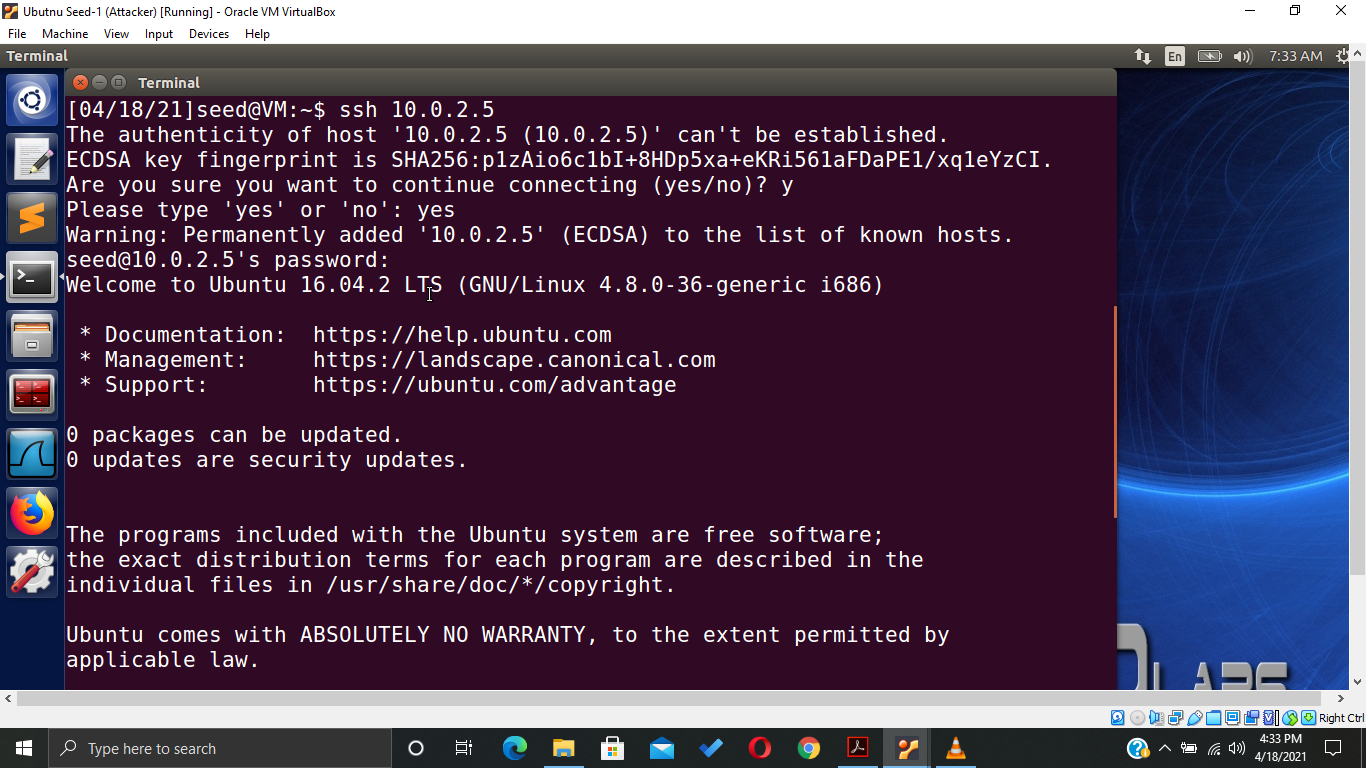 Ubutnu Seed-1 (Attacker) [Running] - Oracle VM VirtualBox
File Machine View Input Devices Help
Terminal En 7:33 AM
Terminal
[04/18/21]seed@VM:~$ ssh 10.0.2.5
The authenticity of host '10.0.2.5 (10.0.2.5)' can't be established.
ECDSA key fingerprint is SHA256:p1zAio6c1bI+8HDp5xa+eKRi561aFDaPE1/xq1eYzCI.
Are you sure you want to continue connecting (yes/no)? y
Please type 'yes' or 'no': yes
Warning: Permanently added '10.0.2.5' (ECDSA) to the list of known hosts.
seed@10.0.2.5's password:
Welcome to Ubuntu 16.04.2 LTS (GNU/Linux 4.8.0-36-generic i686)
* Documentation: https://help.ubuntu.com
* Management: https://landscape.canonical.com
* Support: https://ubuntu.com/advantage
0 packages can be updated.
0 updates are security updates.
The programs included with the Ubuntu system are free software;
the exact distribution terms for each program are described in the
individual files in /usr/share/doc/*/copyright.
Ubuntu comes with ABSOLUTELY NO WARRANTY, to the extent permitted by
applicable law.
Right Ctrl
Type here to search
4:33 PM
4/18/2021